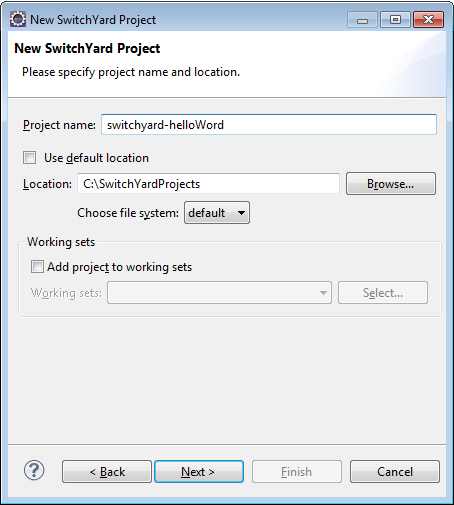 New SwitchYard Project
New SwitchYard Project
Please specify project name and location.
Project name: switchyard-helloWord
Use default location
Location: C:\SwitchYardProjects Browse...
Choose file system: default
Working sets
Add project to working sets
Working sets: Select...
? < Back Next > Finish Cancel